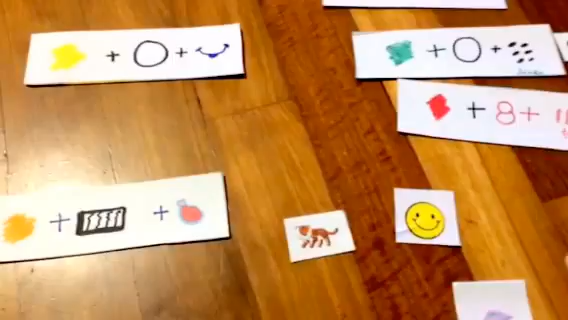 + O +
+ O +
+ 8 +
+ +